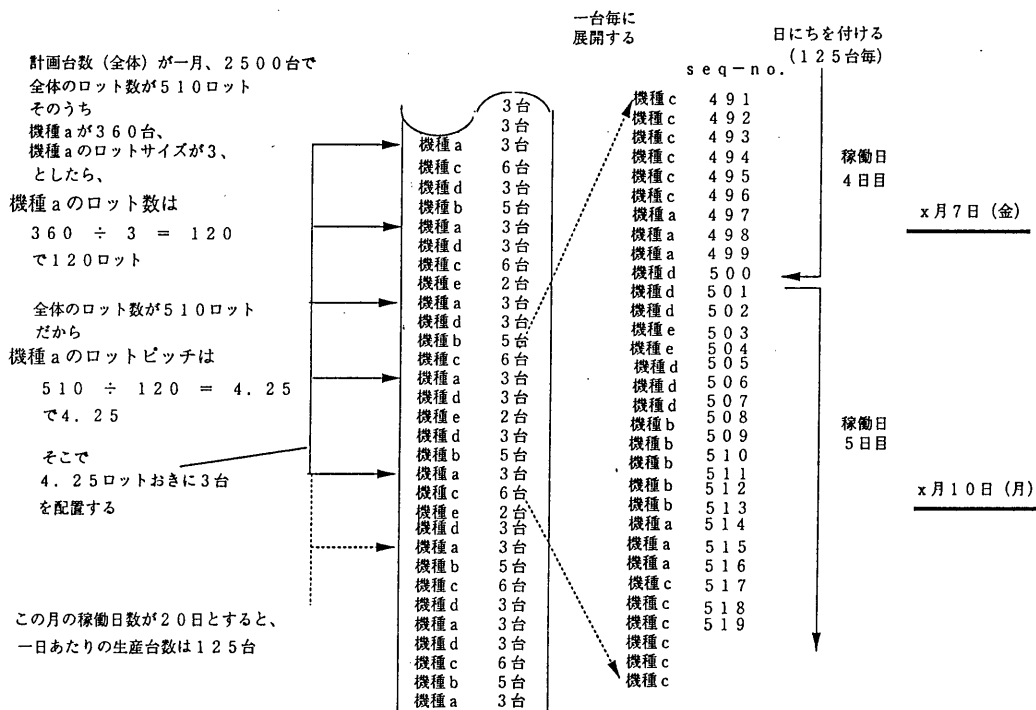 計画台数（全体）が一月、２５００台で
全体のロット数が５１０ロット
そのうち
機種ａが３６０台、
機種ａのロットサイズが３、
としたら、
機種ａのロット数は
３６０ ÷ ３ ＝ １２０
で１２０ロット
全体のロット数が５１０ロット
だから
機種ａのロットピッチは
５１０ ÷ １２０ ＝ ４．２５
で４．２５
そこで
４．２５ロットおきに３台
を配置する
この月の稼働日数が２０日とすると、
一日あたりの生産台数は１２５台
３台
３台
機種ａ ３台
機種ｃ ６台
機種ｄ ３台
機種ｂ ５台
機種ａ ３台
機種ｄ ３台
機種ｃ ６台
機種ｅ ２台
機種ａ ３台
機種ｄ ３台
機種ｂ ５台
機種ｃ ６台
機種ａ ３台
機種ｄ ３台
機種ｅ ２台
機種ｄ ３台
機種ｂ ５台
機種ａ ３台
機種ｃ ６台
機種ｅ ２台
機種ｄ ３台
機種ａ ３台
機種ｂ ５台
機種ｃ ６台
機種ｄ ３台
機種ａ ３台
機種ｄ ３台
機種ｃ ６台
機種ｂ ５台
機種ａ ３台
一台毎に
展開する
ｓｅｑ－ｎｏ．
機種ｃ ４９１
機種ｃ ４９２
機種ｃ ４９３
機種ｃ ４９４
機種ｃ ４９５
機種ｃ ４９６
機種ａ ４９７
機種ａ ４９８
機種ａ ４９９
機種ｄ ５００
機種ｄ ５０１
機種ｄ ５０２
機種ｅ ５０３
機種ｅ ５０４
機種ｄ ５０５
機種ｄ ５０６
機種ｄ ５０７
機種ｂ ５０８
機種ｂ ５０９
機種ｂ ５１０
機種ｂ ５１１
機種ｂ ５１２
機種ａ ５１３
機種ａ ５１４
機種ａ ５１５
機種ｃ ５１６
機種ｃ ５１７
機種ｃ ５１８
機種ｃ ５１９
機種ｃ
機種ｃ
日にちを付ける
（１２５台毎）
稼働日
４日目
ｘ月７日（金）
稼働日
５日目
ｘ月１０日（月）